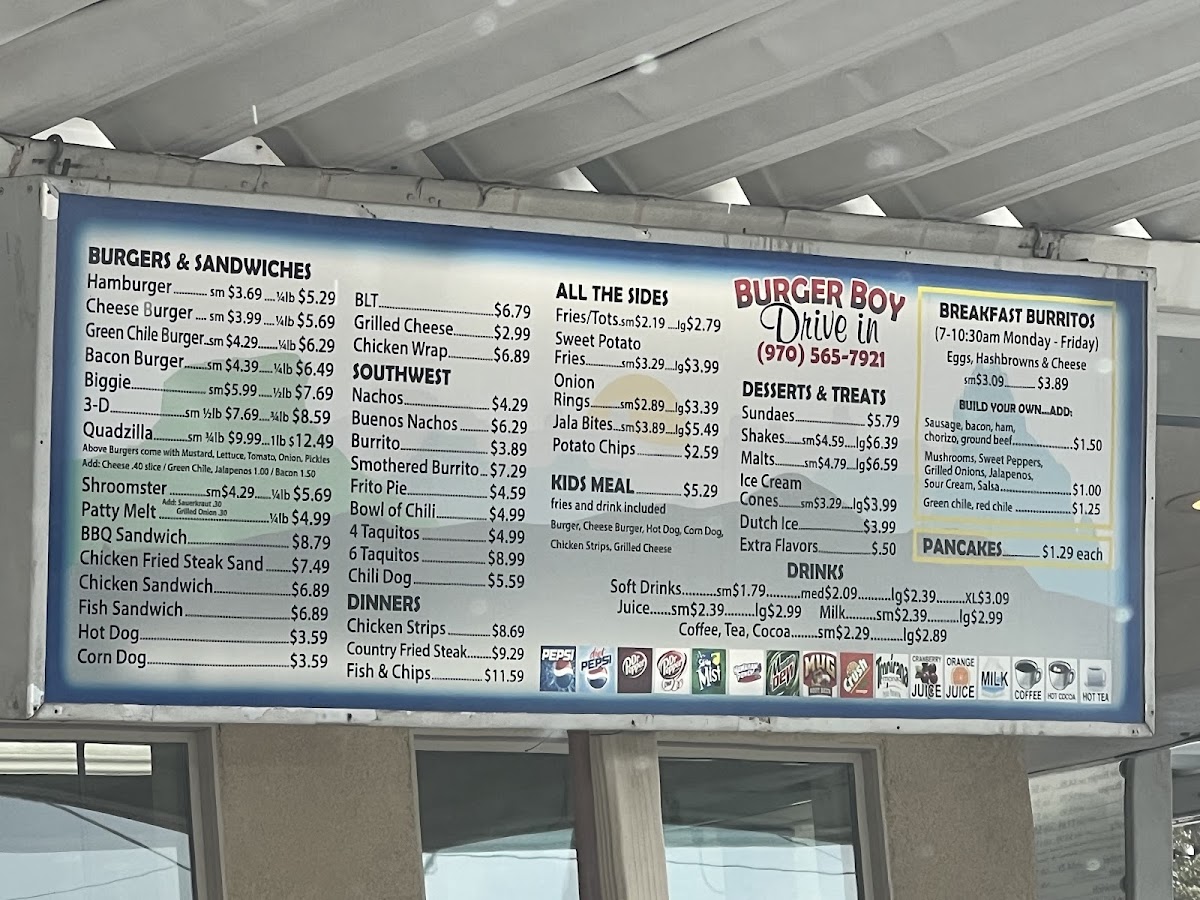 BURGERS & SANDWICHES
Hamburger.......... sm $3.69 .... ¼lb $5.29
Cheese Burger .... sm $3.99 ...... ¼lb $5.69
Green Chile Burger..sm $4.29....... ¼lb $6.29
Bacon Burger........sm $4.39.....¼lb $6.49
Biggie....................sm$5.99 .... ½lb $7.69
3-D....................sm ½lb $7.69.... ¾lb $8.59
Quadzilla............sm ¾lb $9.99...1lb $12.49
Above Burgers come with Mustard, Lettuce, Tomato, Onion, Pickles
Add: Cheese .40 slice / Green Chile, Jalapenos 1.00 / Bacon 1.50
Shroomster ..........sm$4.29...... ¼lb $5.69
Patty Melt ............................¼lb $4.99
Add: Sauerkraut .30
Grilled Onion .30
BBQ Sandwich.......................... $8.79
Chicken Fried Steak Sand ....... $7.49
Chicken Sandwich.................... $6.89
Fish Sandwich .......................... $6.89
Hot Dog...................................$3.59
Corn Dog.................................$3.59
BLT.............................$6.79
Grilled Cheese.............$2.99
Chicken Wrap.............$6.89
SOUTHWEST
Nachos.......................$4.29
Buenos Nachos .......... $6.29
Burrito.......................$3.89
Smothered Burrito... $7.29
Frito Pie..................... $4.59
Bowl of Chili...............$4.99
4 Taquitos .................. $4.99
6 Taquitos .................. $8.99
Chili Dog ................... $5.59
DINNERS
Chicken Strips ........... $8.69
Country Fried Steak........$9.29
Fish & Chips.............. $11.59
ALL THE SIDES
Fries/Tots.sm$2.19 ....lg$2.79
Sweet Potato
Fries.........sm$3.29 ...lg$3.99
Onion
Rings.......sm$2.89...lg$3.39
Jala Bites...sm$3.89...lg$5.49
Potato Chips ............. $2.59
KIDS MEAL .............. $5.29
fries and drink included
Burger, Cheese Burger, Hot Dog, Corn Dog,
Chicken Strips, Grilled Cheese
BURGER BOY
Drive in
(970) 565-7921
DESSERTS & TREATS
Sundaes....................$5.79
Shakes.....sm$4.59....lg$6.39
Malts.......sm$4.79....lg$6.59
Ice Cream
Cones......sm$3.29...lg$3.99
Dutch Ice..................$3.99
Extra Flavors...............$.50
DRINKS
Soft Drinks.........sm$1.79.........med$2.09..........lg$2.39.........XL$3.09
Juice......sm$2.39.........lg$2.99 Milk.........sm$2.39.........lg$2.99
Coffee, Tea, Cocoa........sm$2.29..........lg$2.89
BREAKFAST BURRITOS
(7-10:30am Monday - Friday)
Eggs, Hashbrowns & Cheese
sm$3.09........... $3.89
BUILD YOUR OWN...ADD:
Sausage, bacon, ham,
chorizo, ground beef................$1.50
Mushrooms, Sweet Peppers,
Grilled Onions, Jalapenos,
Sour Cream, Salsa....................$1.00
Green chile, red chile ................$1.25
PANCAKES.......... $1.29 each
PEPSI
diet PEPSI
Dr Pepper
Dr Pepper
Mist
Dew
MUG
Crush
Tropicana
CRANBERRY JUICE
ORANGE JUICE
MILK
COFFEE
HOT COCOA
HOT TEA